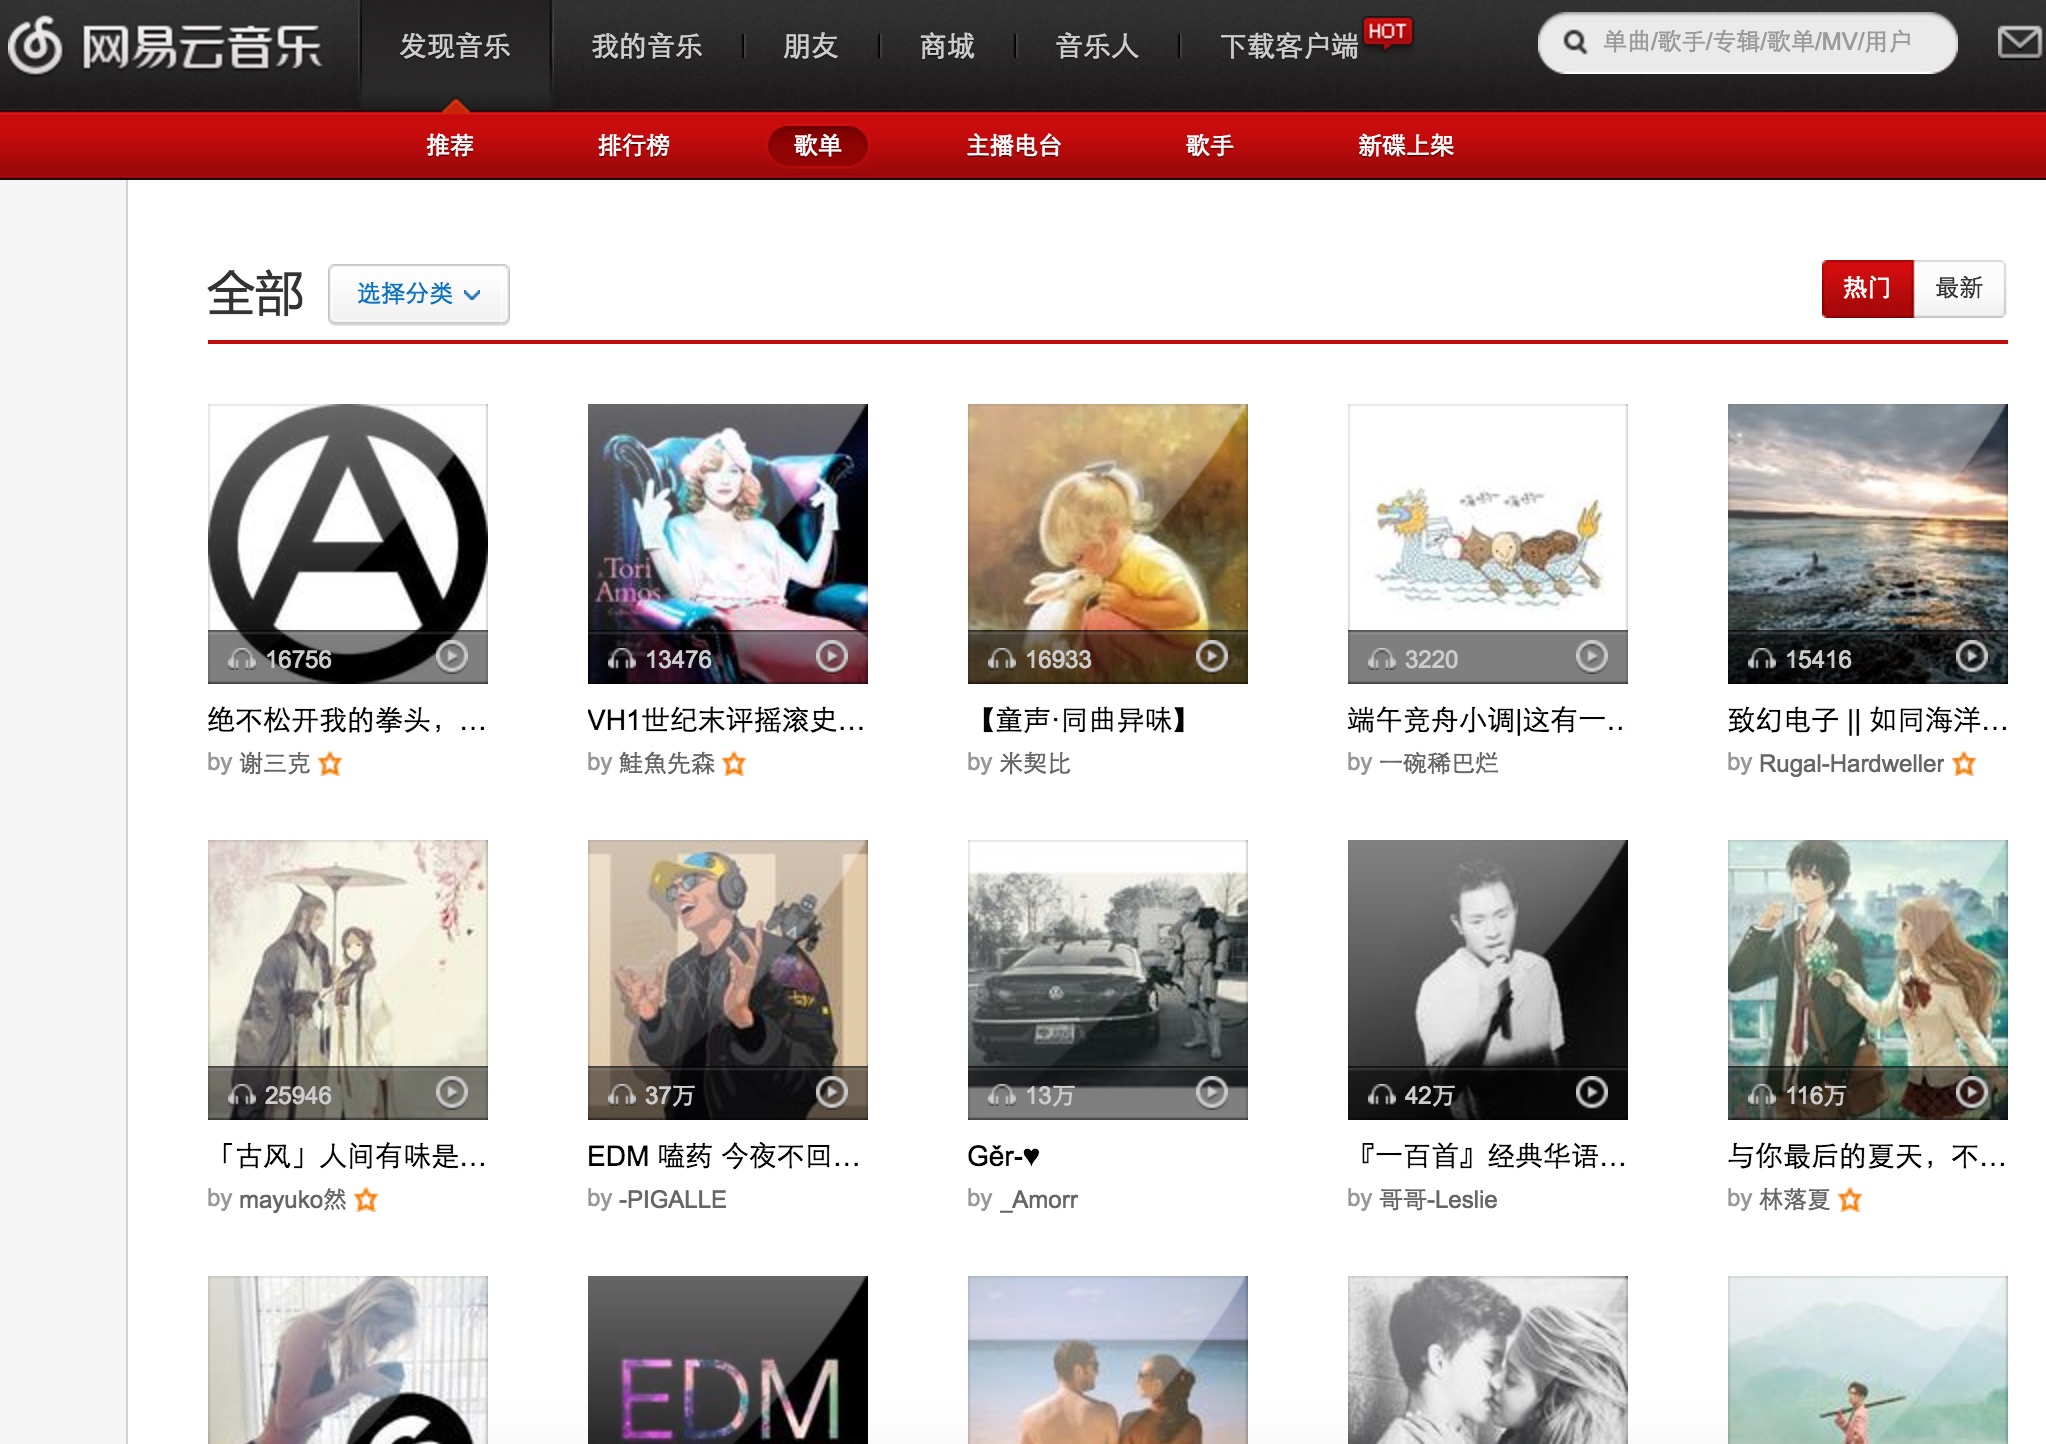 网易云音乐
发现音乐 我的音乐 朋友 商城 音乐人 下载客户端 HOT
单曲/歌手/专辑/歌单/MV/用户
推荐 排行榜 歌单 主播电台 歌手 新碟上架
全部 选择分类
热门 最新
Tori
Amos
16756 13476 16933 3220 15416
绝不松开我的拳头，… VH1世纪末评摇滚史… 【童声·同曲异味】 端午竞舟小调|这有一… 致幻电子 || 如同海洋…
by 谢三克 by 鮭魚先森 by 米契比 by 一碗稀巴烂 by Rugal-Hardweller
25946 37万 13万 42万 116万
「古风」人间有味是… EDM 嗑药 今夜不回… Gěr-♥ 『一百首』经典华语… 与你最后的夏天，不…
by mayuko然 by -PIGALLE by _Amorr by 哥哥-Leslie by 林落夏
EDM